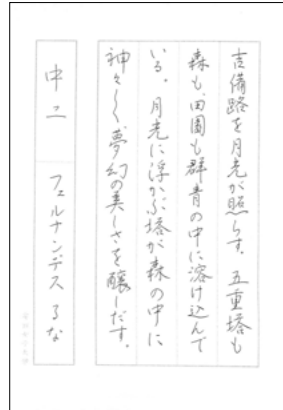 吉備路を月光が照らす。五重塔も
森も、田園も群青の中に溶け込んで
いる。月光に浮かぶ塔が森の中に
神々しく夢幻の美しさを醸しだす。
中二 フェルナンデス るな